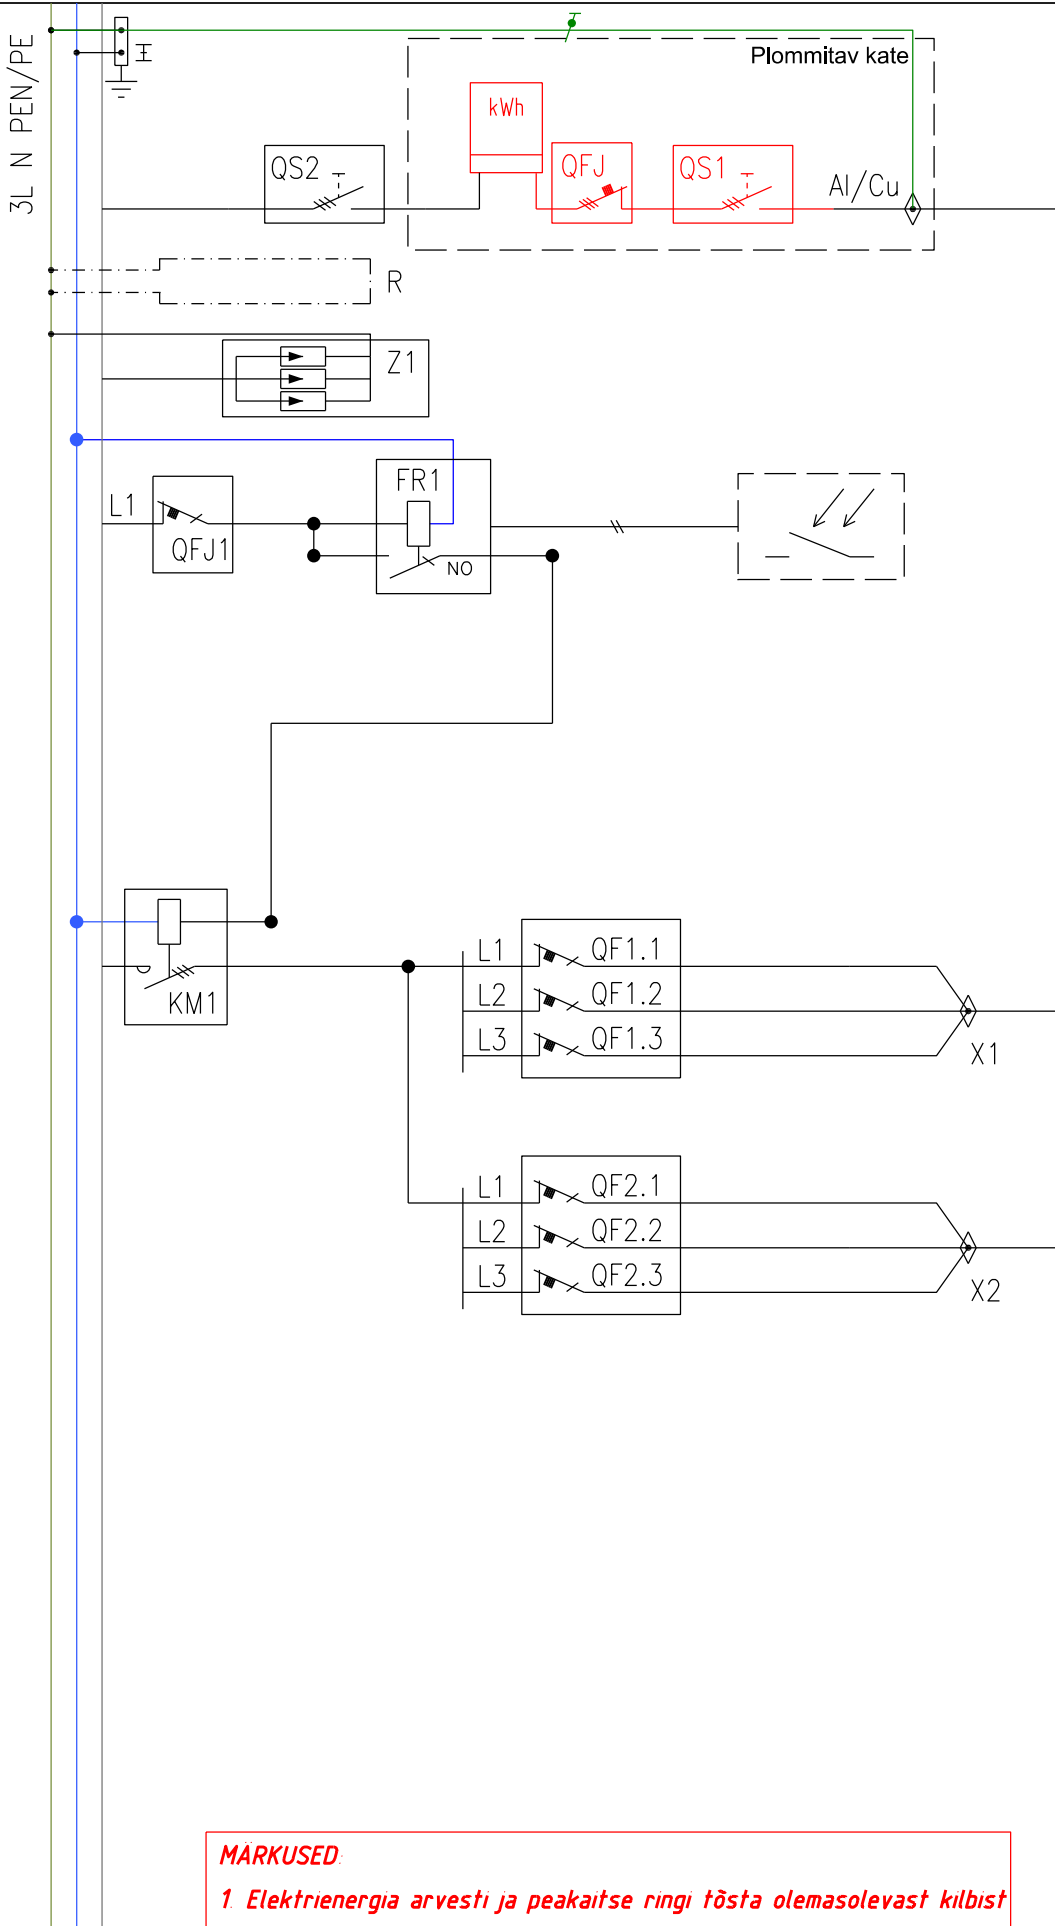 3L N PEN/PE
Plommitav kate
kWh
QS2
QFJ
QS1
Al/Cu
R
Z1
FR1
L1
QFJ1
NO
KM1
L1 QF1.1
L2 QF1.2
L3 QF1.3
X1
L1 QF2.1
L2 QF2.2
L3 QF2.3
X2
MÄRKUSED:
1. Elektrienergia arvesti ja peakaitse ringi tõsta olemasolevast kilbist